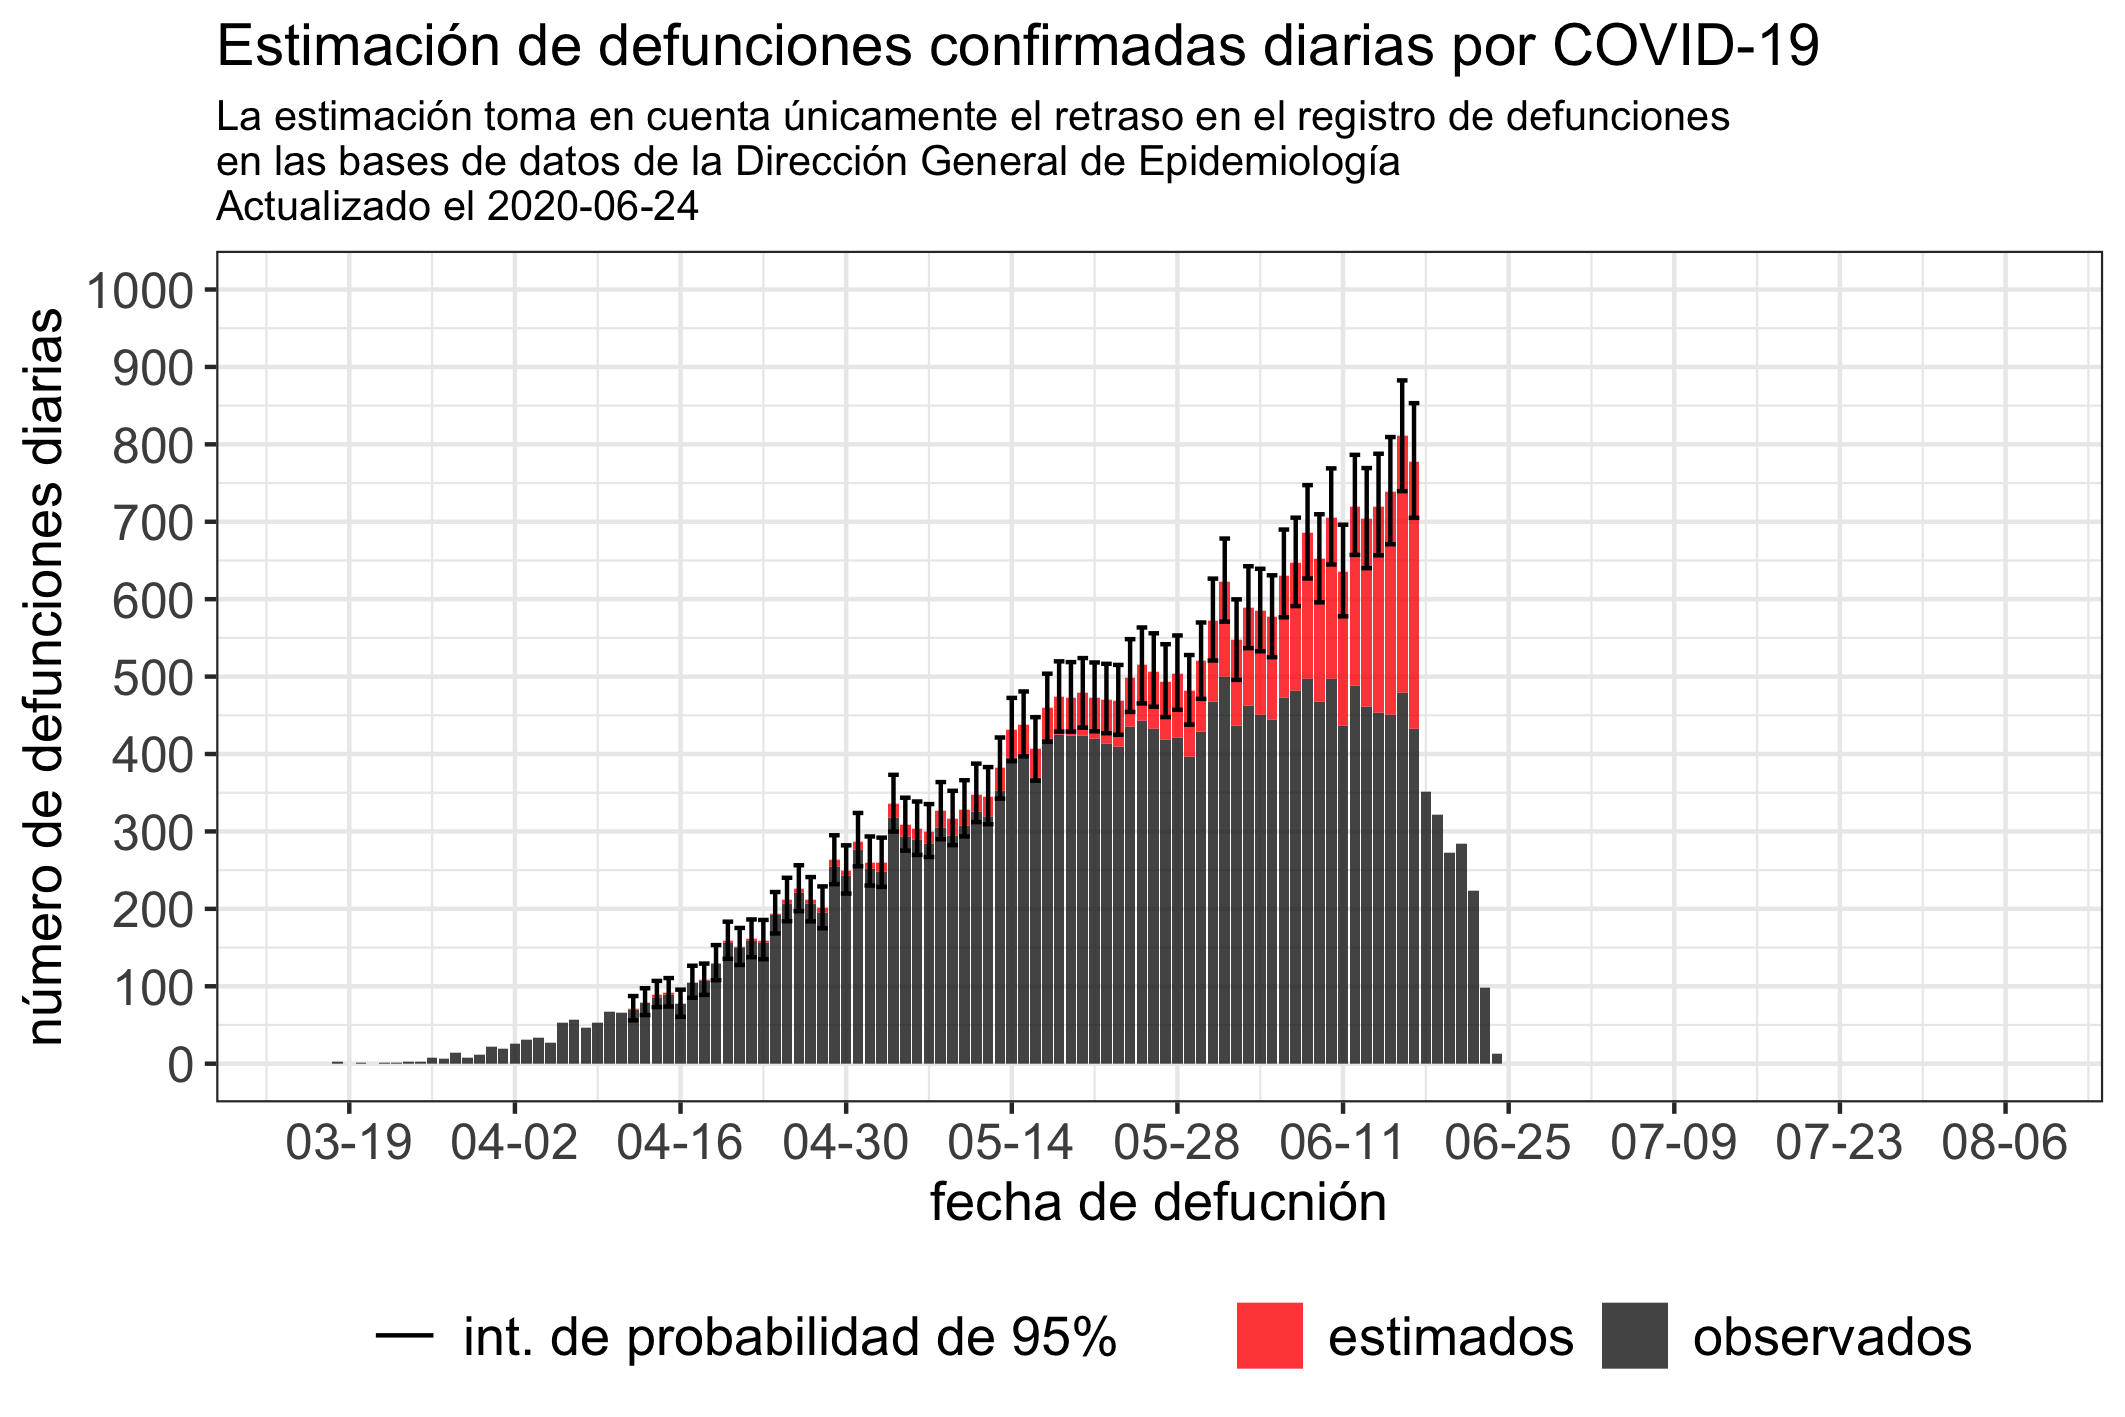 Estimación de defunciones confirmadas diarias por COVID-19
La estimación toma en cuenta únicamente el retraso en el registro de defunciones
en las bases de datos de la Dirección General de Epidemiología
Actualizado el 2020-06-24
número de defunciones diarias
1000
900
800
700
600
500
400
300
200
100
0
03-19 04-02 04-16 04-30 05-14 05-28 06-11 06-25 07-09 07-23 08-06
fecha de defucnión
int. de probabilidad de 95% estimados observados